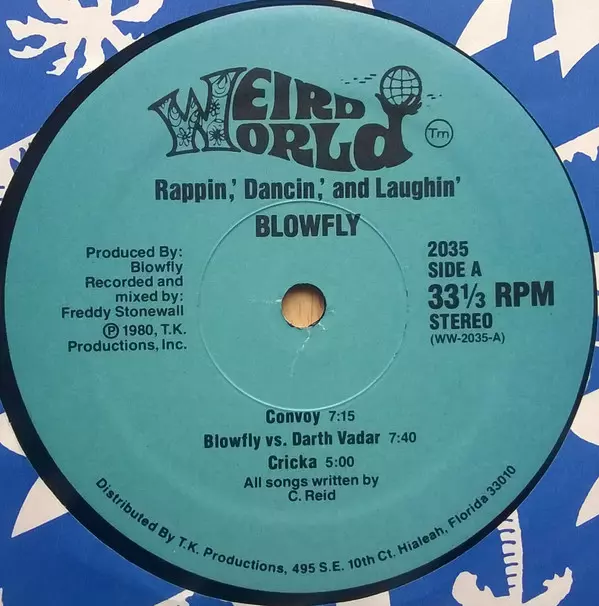 WEIRD
WORLD
Tm
Rappin,' Dancin,' and Laughin'
BLOWFLY
Produced By:
Blowfly
Recorded and
mixed by:
Freddy Stonewall
Ⓟ 1980, T.K.
Productions, Inc.
2035
SIDE A
33⅓ RPM
STEREO
(WW-2035-A)
Convoy 7:15
Blowfly vs. Darth Vadar 7:40
Cricka 5:00
All songs written by
C. Reid
Distributed By T.K. Productions, 495 S.E. 10th Ct. Hialeah, Florida 33010